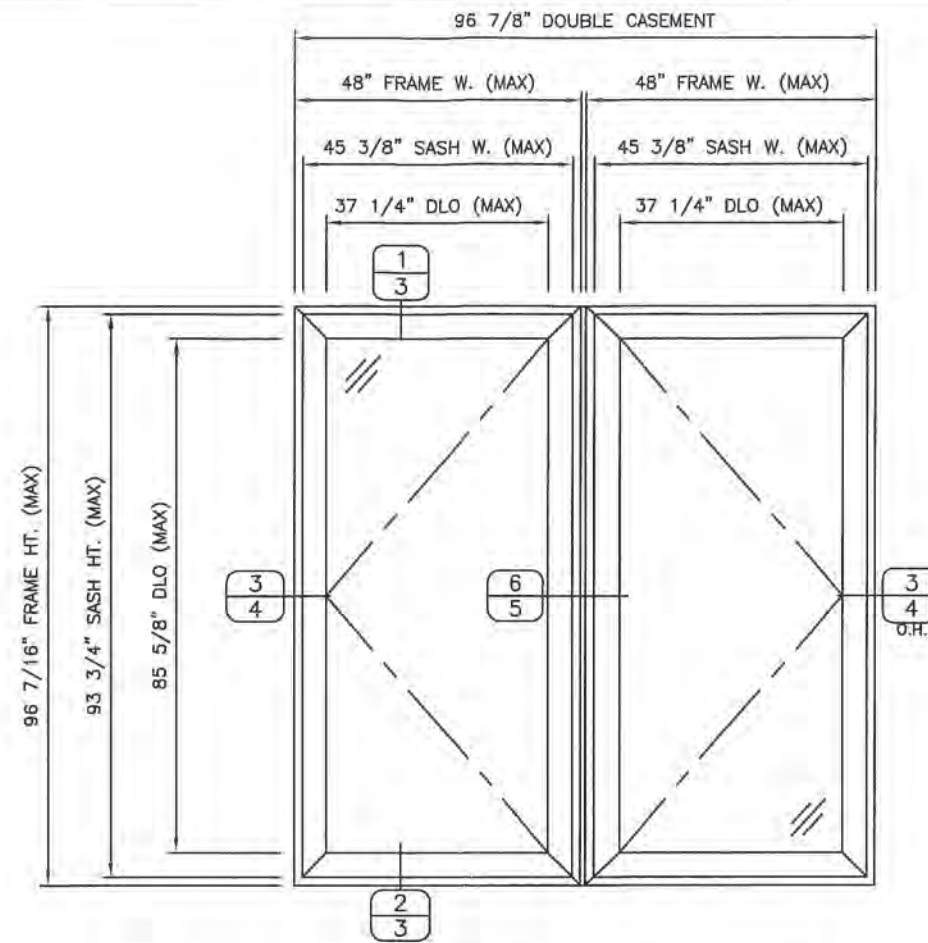 96 7/8" DOUBLE CASEMENT
48" FRAME W. (MAX)
48" FRAME W. (MAX)
45 3/8" SASH W. (MAX)
45 3/8" SASH W. (MAX)
37 1/4" DLO (MAX)
37 1/4" DLO (MAX)
1
3
96 7/16" FRAME HT. (MAX)
93 3/4" SASH HT. (MAX)
85 5/8" DLO (MAX)
3
4
6
5
3
4
O.H.
2
3